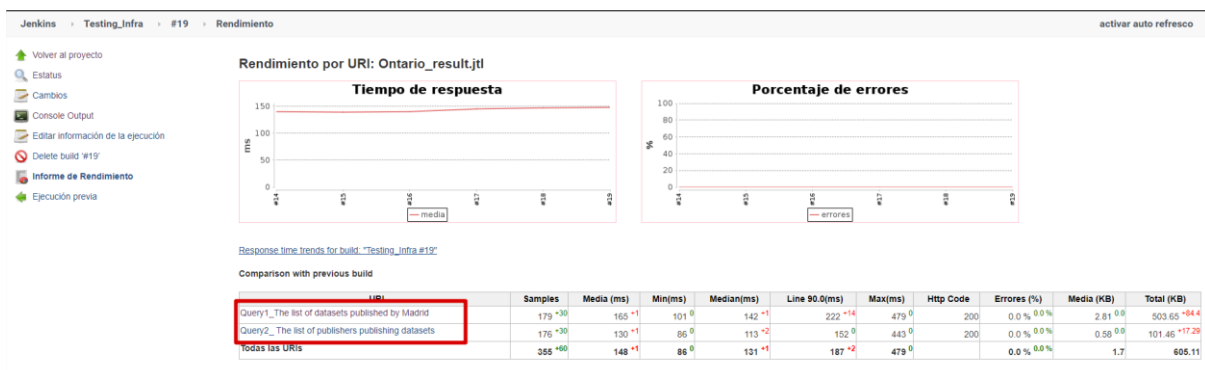 Jenkins › Testing_Infra › #19 › Rendimiento activar auto refresco
Volver al proyecto
Estatus
Cambios
Console Output
Editar información de la ejecución
Delete build '#19'
Informe de Rendimiento
Ejecución previa
Rendimiento por URI: Ontario_result.jtl
Tiempo de respuesta
150
100
50
0
ms
#14 #15 #16 #17 #18 #19
media
Porcentaje de errores
100
80
60
40
20
0
%
#14 #15 #16 #17 #18 #19
errores
Response time trends for build: "Testing_Infra #19"
Comparison with previous build
URI Samples Media (ms) Min(ms) Median(ms) Line 90.0(ms) Max(ms) Http Code Errores (%) Media (KB) Total (KB)
Query1_The list of datasets published by Madrid 179 +30 165 +1 101 0 142 +1 222 +14 479 0 200 0.0 % 0.0 % 2.81 0.0 503.65 +84.4
Query2_ The list of publishers publishing datasets 176 +30 130 +1 86 0 113 +2 152 0 443 0 200 0.0 % 0.0 % 0.58 0.0 101.46 +17.29
Todas las URIs 355 +60 148 +1 86 0 131 +1 187 +2 479 0 0.0 % 0.0 % 1.7 605.11